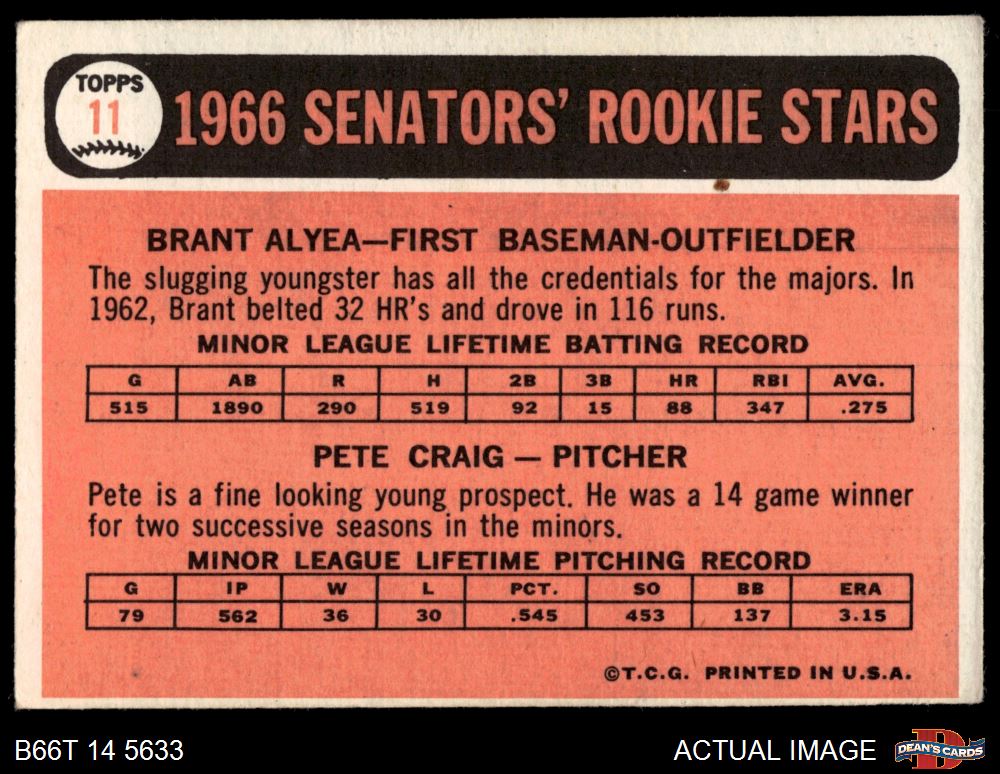 TOPPS
11
1966 SENATORS' ROOKIE STARS
BRANT ALYEA—FIRST BASEMAN-OUTFIELDER
The slugging youngster has all the credentials for the majors. In
1962, Brant belted 32 HR's and drove in 116 runs.
MINOR LEAGUE LIFETIME BATTING RECORD
G AB R H 2B 3B HR RBI AVG.
515 1890 290 519 92 15 88 347 .275
PETE CRAIG — PITCHER
Pete is a fine looking young prospect. He was a 14 game winner
for two successive seasons in the minors.
MINOR LEAGUE LIFETIME PITCHING RECORD
G IP W L PCT. SO BB ERA
79 562 36 30 .545 453 137 3.15
©T.C.G. PRINTED IN U.S.A.
B66T 14 5633 ACTUAL IMAGE DEAN'S CARDS